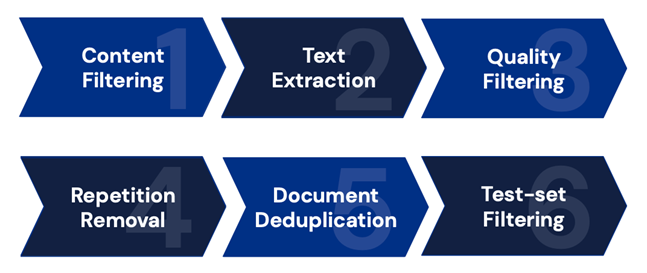 1
Content
Filtering
2
Text
Extraction
3
Quality
Filtering
4
Repetition
Removal
5
Document
Deduplication
6
Test-set
Filtering